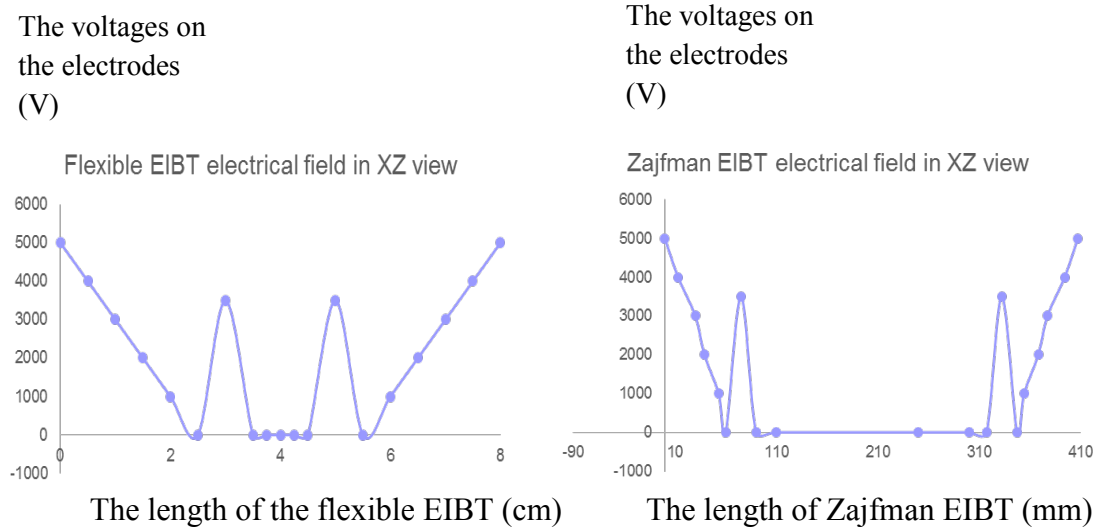 The voltages on
the electrodes
(V)
Flexible EIBT electrical field in XZ view
6000
5000
4000
3000
2000
1000
0
-1000
0 2 4 6 8
The length of the flexible EIBT (cm)
The voltages on
the electrodes
(V)
Zajfman EIBT electrical field in XZ view
6000
5000
4000
3000
2000
1000
0
-1000
-90 10 110 210 310 410
The length of Zajfman EIBT (mm)